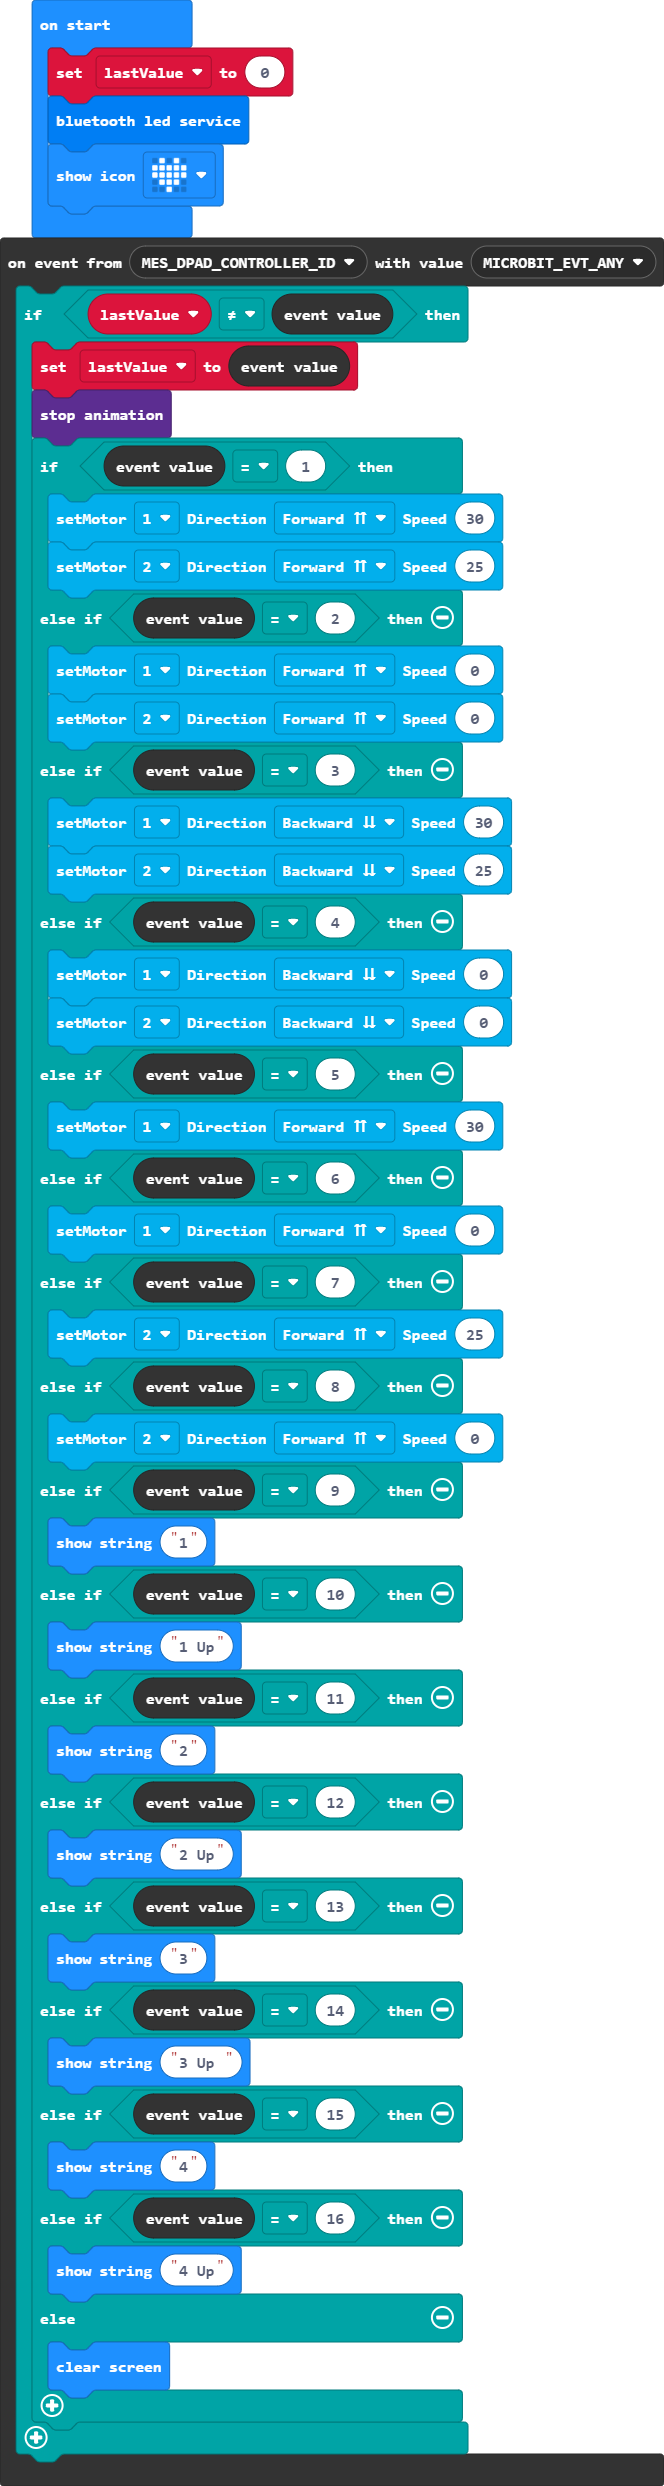 on start
set lastValue to 0
bluetooth led service
show icon
on event from MES_DPAD_CONTROLLER_ID with value MICROBIT_EVT_ANY
if lastValue ≠ event value then
set lastValue to event value
stop animation
if event value = 1 then
setMotor 1 Direction Forward ⇈ Speed 30
setMotor 2 Direction Forward ⇈ Speed 25
else if event value = 2 then
setMotor 1 Direction Forward ⇈ Speed 0
setMotor 2 Direction Forward ⇈ Speed 0
else if event value = 3 then
setMotor 1 Direction Backward ⇊ Speed 30
setMotor 2 Direction Backward ⇊ Speed 25
else if event value = 4 then
setMotor 1 Direction Backward ⇊ Speed 0
setMotor 2 Direction Backward ⇊ Speed 0
else if event value = 5 then
setMotor 1 Direction Forward ⇈ Speed 30
else if event value = 6 then
setMotor 1 Direction Forward ⇈ Speed 0
else if event value = 7 then
setMotor 2 Direction Forward ⇈ Speed 25
else if event value = 8 then
setMotor 2 Direction Forward ⇈ Speed 0
else if event value = 9 then
show string "1"
else if event value = 10 then
show string "1 Up"
else if event value = 11 then
show string "2"
else if event value = 12 then
show string "2 Up"
else if event value = 13 then
show string "3"
else if event value = 14 then
show string "3 Up "
else if event value = 15 then
show string "4"
else if event value = 16 then
show string "4 Up"
else
clear screen